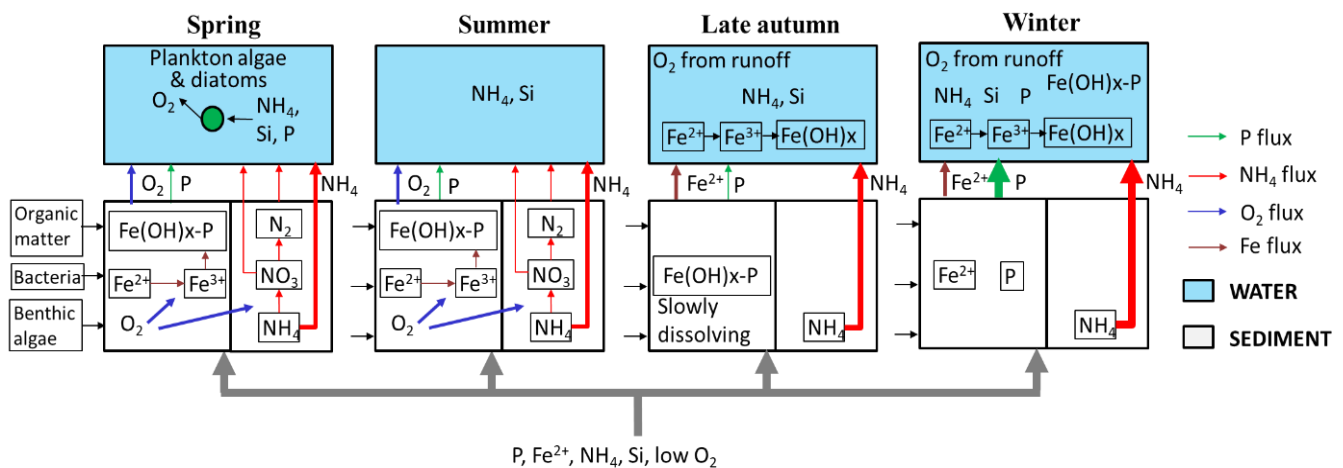 Spring
Summer
Late autumn
Winter
Plankton algae
& diatoms
O₂
NH₄,
Si, P
NH₄, Si
O₂ from runoff
NH₄, Si
Fe²⁺
Fe³⁺
Fe(OH)x
O₂ from runoff
Fe(OH)x-P
NH₄ Si P
Fe²⁺
Fe³⁺
Fe(OH)x
O₂
P
NH₄
O₂
P
NH₄
Fe²⁺
P
NH₄
Fe²⁺
P
NH₄
Organic
matter
Bacteria
Benthic
algae
Fe(OH)x-P
Fe²⁺
Fe³⁺
O₂
N₂
NO₃
NH₄
Fe(OH)x-P
Fe²⁺
Fe³⁺
O₂
N₂
NO₃
NH₄
Fe(OH)x-P
Slowly
dissolving
NH₄
Fe²⁺
P
NH₄
P flux
NH₄ flux
O₂ flux
Fe flux
WATER
SEDIMENT
P, Fe²⁺, NH₄, Si, low O₂